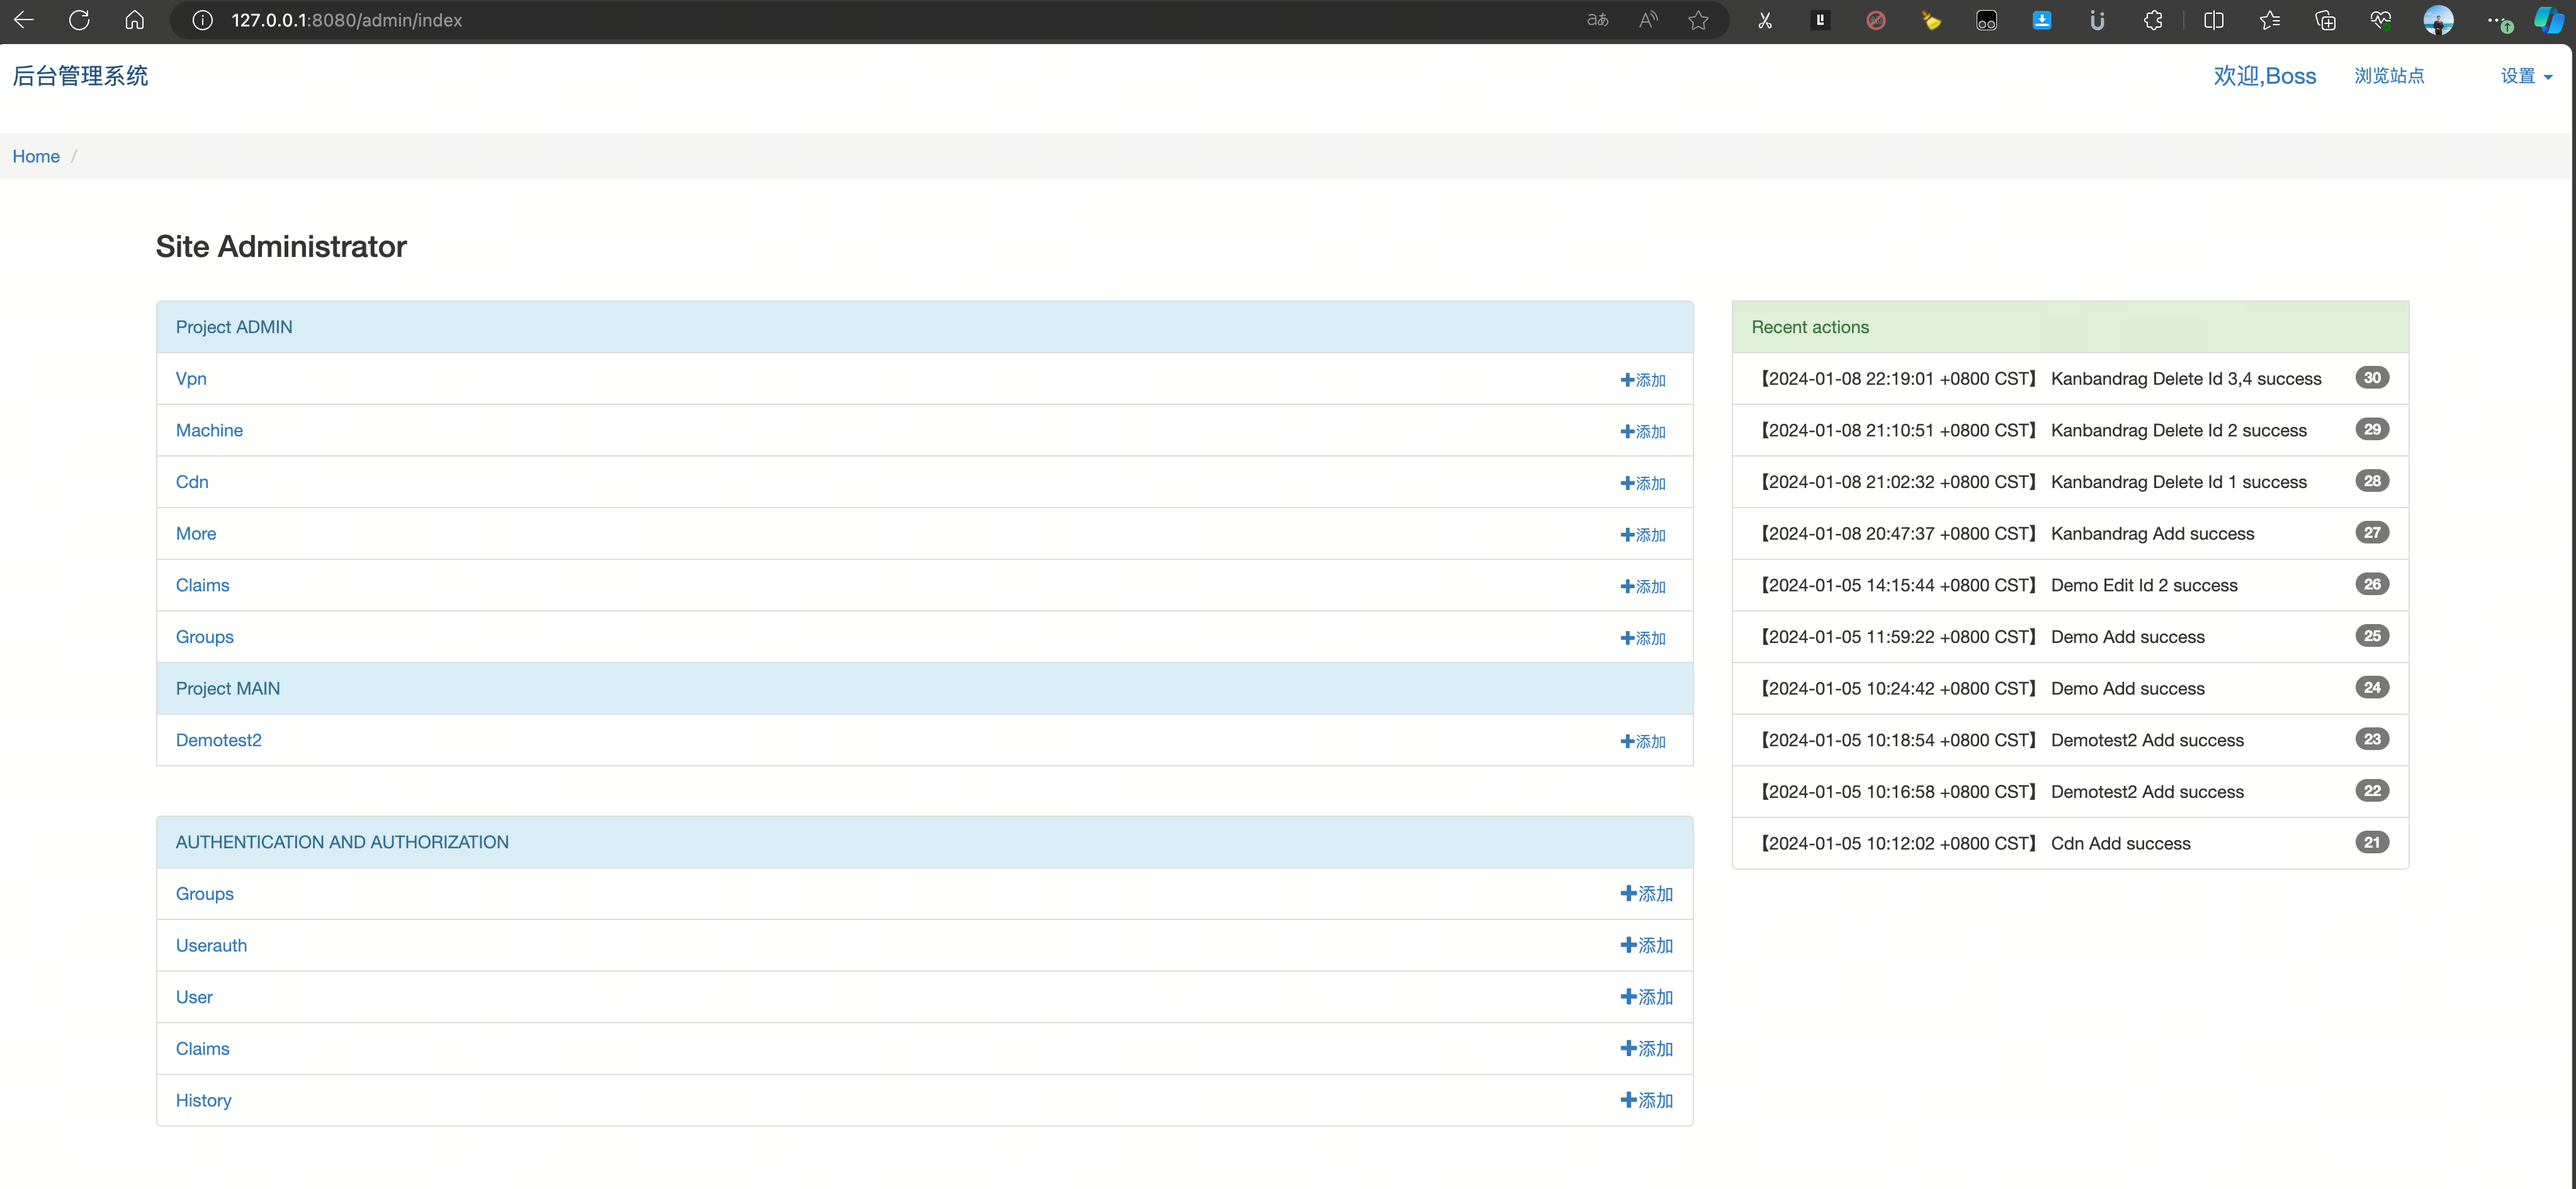 127.0.0.1:8080/admin/index
后台管理系统
欢迎,Boss 浏览站点 设置
Home /
Site Administrator
Project ADMIN
Vpn 添加
Machine 添加
Cdn 添加
More 添加
Claims 添加
Groups 添加
Project MAIN
Demotest2 添加
AUTHENTICATION AND AUTHORIZATION
Groups 添加
Userauth 添加
User 添加
Claims 添加
History 添加
Recent actions
【2024-01-08 22:19:01 +0800 CST】 Kanbandrag Delete Id 3,4 success 30
【2024-01-08 21:10:51 +0800 CST】 Kanbandrag Delete Id 2 success 29
【2024-01-08 21:02:32 +0800 CST】 Kanbandrag Delete Id 1 success 28
【2024-01-08 20:47:37 +0800 CST】 Kanbandrag Add success 27
【2024-01-05 14:15:44 +0800 CST】 Demo Edit Id 2 success 26
【2024-01-05 11:59:22 +0800 CST】 Demo Add success 25
【2024-01-05 10:24:42 +0800 CST】 Demo Add success 24
【2024-01-05 10:18:54 +0800 CST】 Demotest2 Add success 23
【2024-01-05 10:16:58 +0800 CST】 Demotest2 Add success 22
【2024-01-05 10:12:02 +0800 CST】 Cdn Add success 21